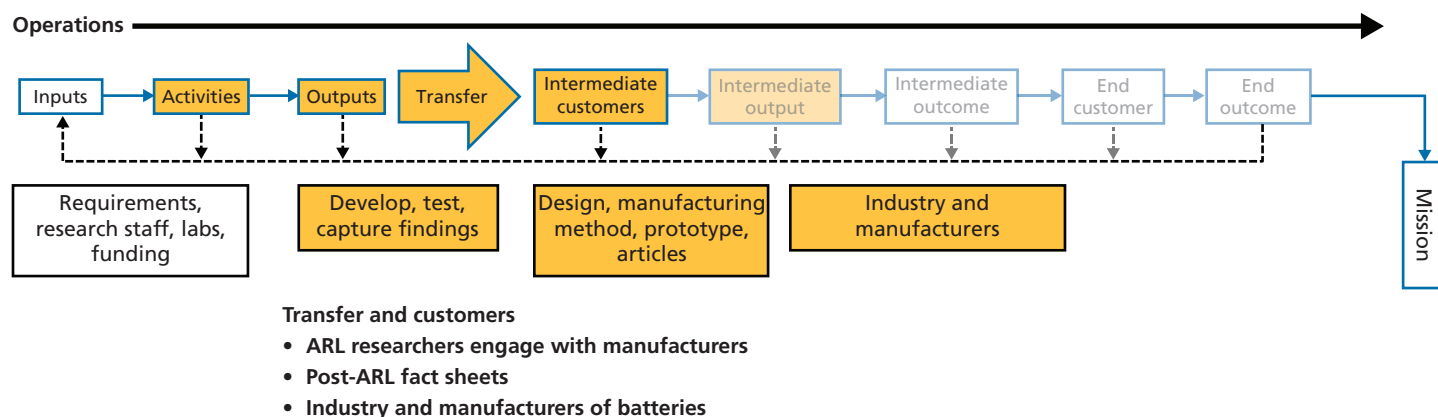 Operations
Inputs
Activities
Outputs
Transfer
Intermediate
customers
Intermediate
output
Intermediate
outcome
End
customer
End
outcome
Requirements,
research staff, labs,
funding
Develop, test,
capture findings
Design, manufacturing
method, prototype,
articles
Industry and
manufacturers
Mission
Transfer and customers
• ARL researchers engage with manufacturers
• Post-ARL fact sheets
• Industry and manufacturers of batteries